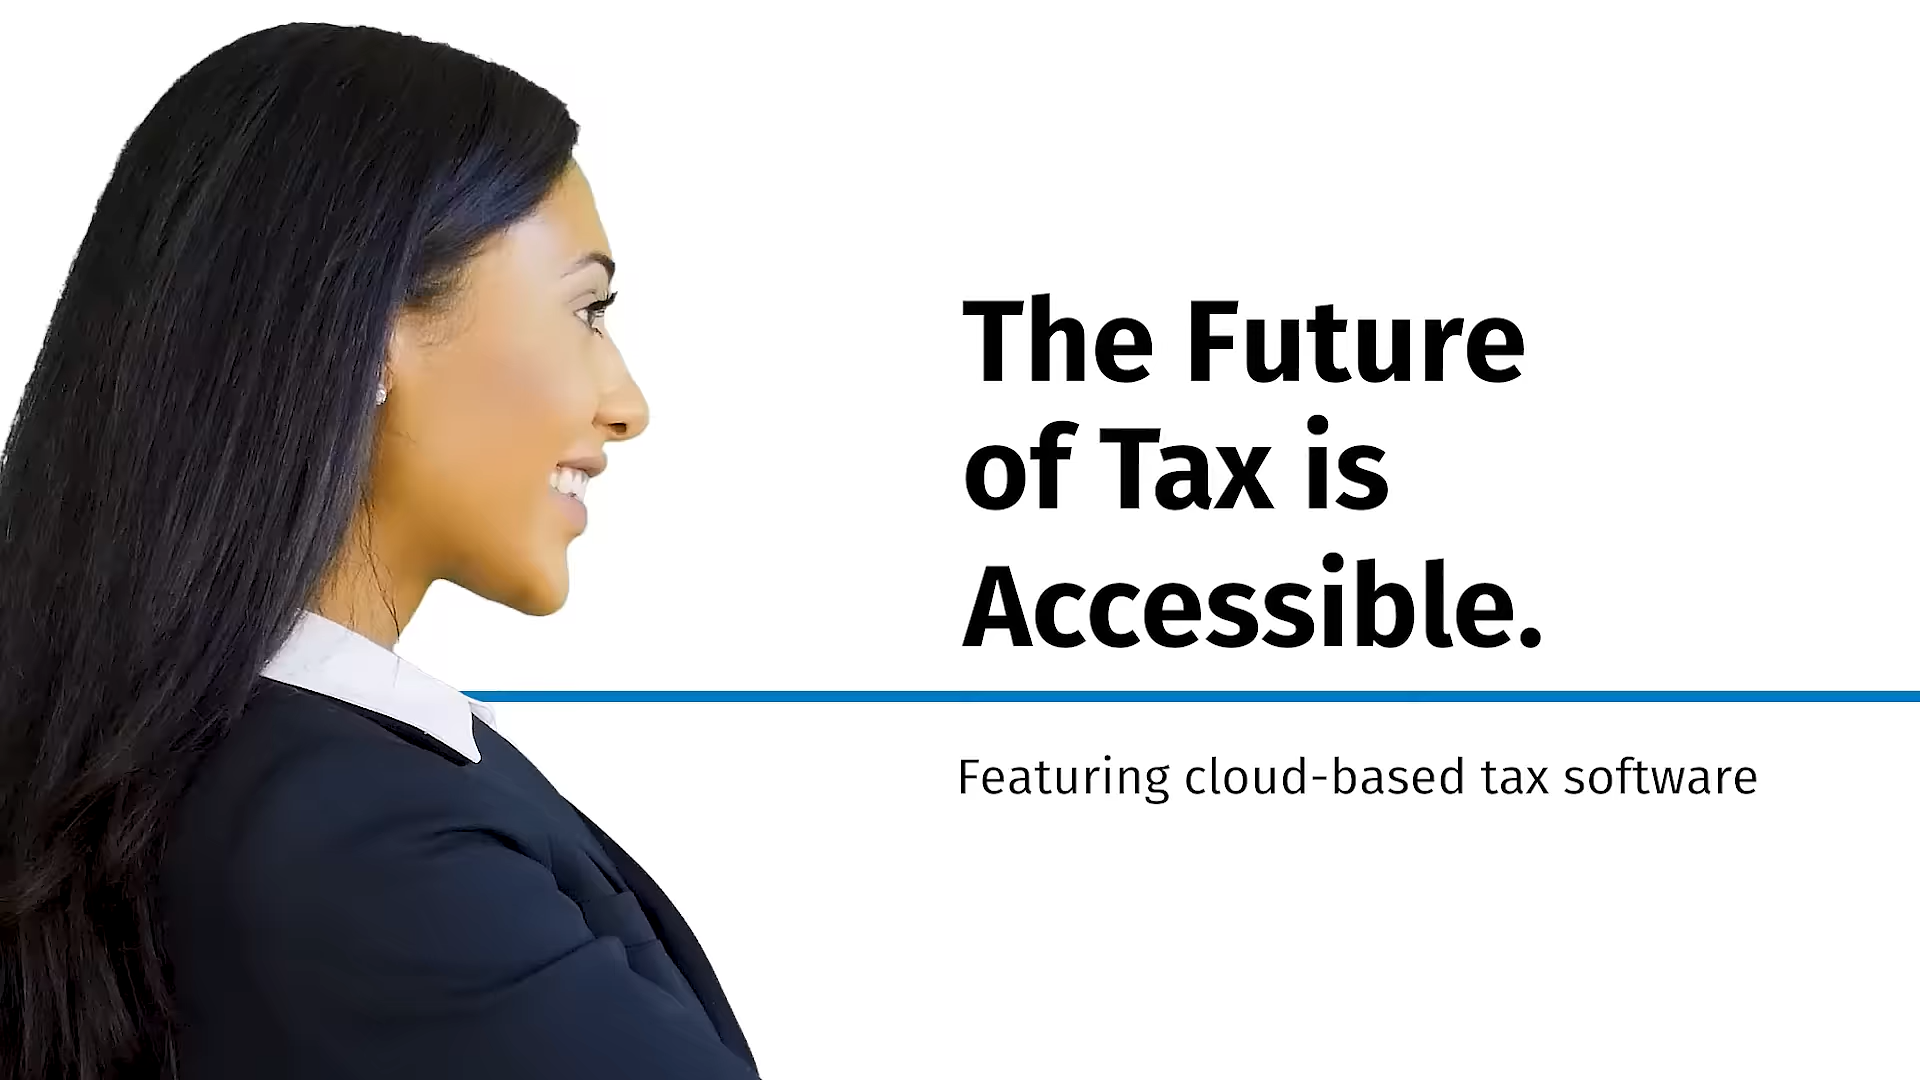 The Future
of Tax is
Accessible.
Featuring cloud-based tax software